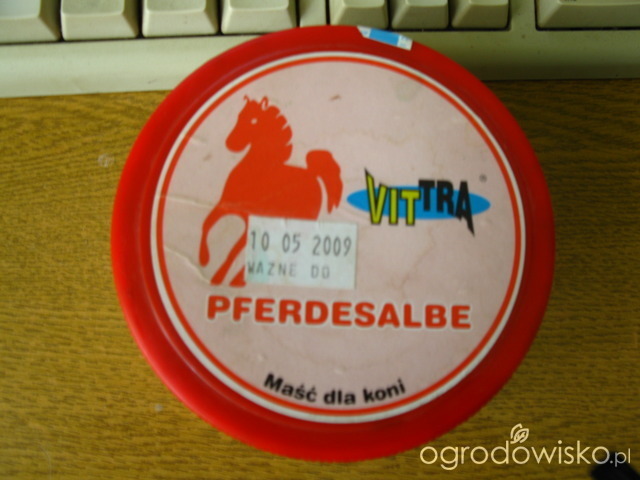 VITTRA®
10 05 2009
WAZNE DO
PFERDESALBE
Maść dla koni
ogrodowisko.pl